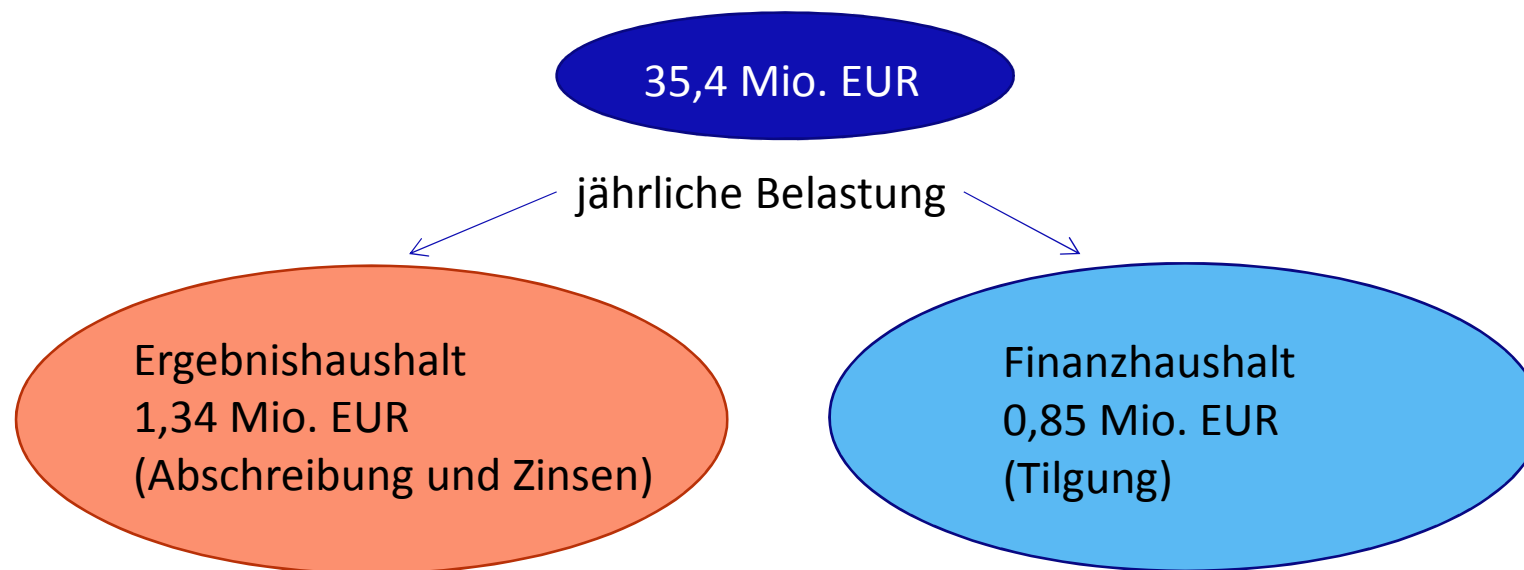 35,4 Mio. EUR
jährliche Belastung
Ergebnishaushalt
1,34 Mio. EUR
(Abschreibung und Zinsen)
Finanzhaushalt
0,85 Mio. EUR
(Tilgung)